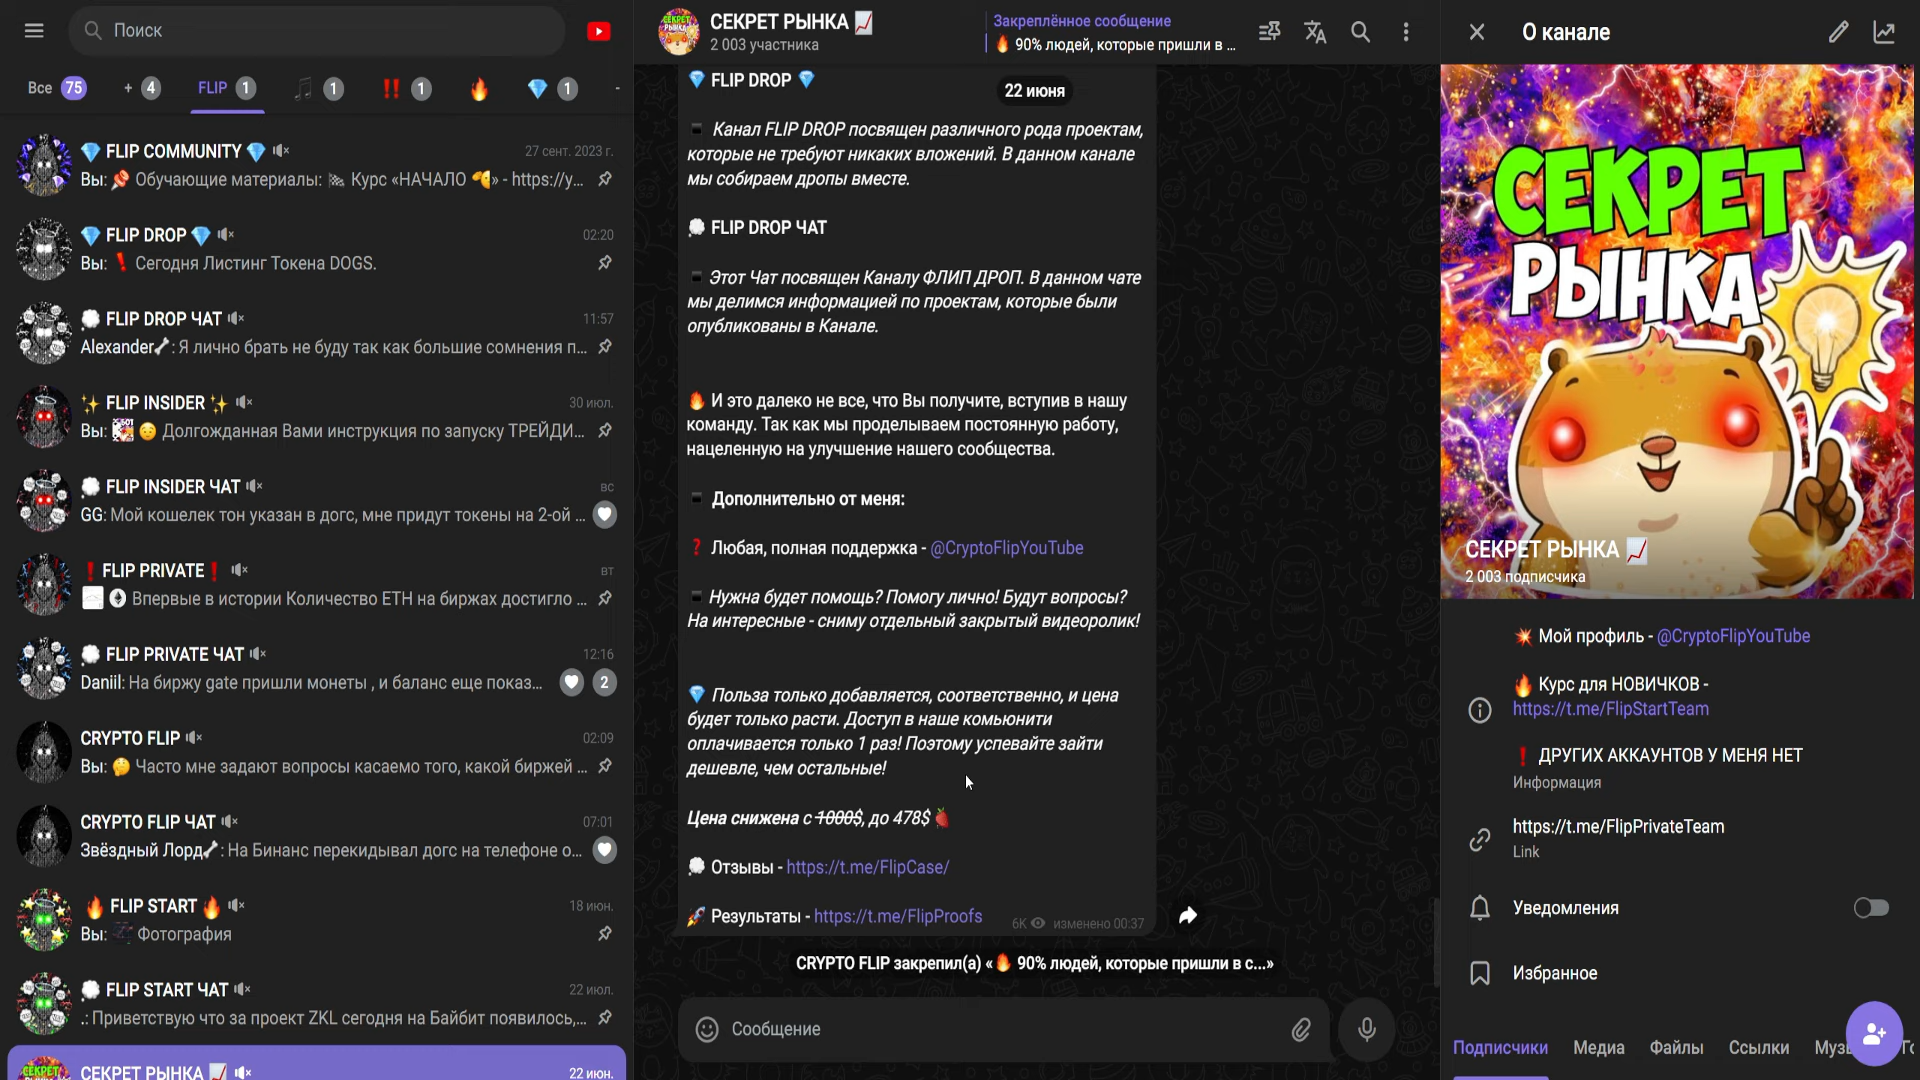 Поиск
Все 75
+ 4
FLIP 1
1
1
1
FLIP COMMUNITY
27 сент. 2023 г.
Вы: Обучающие материалы: Курс «НАЧАЛО » - https://y...
FLIP DROP
02:20
Вы: Сегодня Листинг Токена DOGS.
FLIP DROP ЧАТ
11:57
Alexander: Я лично брать не буду так как большие сомнения п...
FLIP INSIDER
30 июл.
Вы: Долгожданная Вами инструкция по запуску ТРЕЙДИ...
FLIP INSIDER ЧАТ
вс
GG: Мой кошелек тон указан в догс, мне придут токены на 2-ой ...
FLIP PRIVATE
вт
Впервые в истории Количество ETH на биржах достигло ...
FLIP PRIVATE ЧАТ
12:16
Daniil: На биржу gate пришли монеты , и баланс еще показ...
2
CRYPTO FLIP
02:09
Вы: Часто мне задают вопросы касаемо того, какой биржей ...
CRYPTO FLIP ЧАТ
07:01
Звёздный Лорд: На Бинанс перекидывал догс на телефоне о...
FLIP START
18 июн.
Вы: Фотография
FLIP START ЧАТ
22 июл.
.: Приветствую что за проект ZKL сегодня на Байбит появилось,...
СЕКРЕТ РЫНКА
22 июн.
СЕКРЕТ РЫНКА
2 003 участника
Закреплённое сообщение
90% людей, которые пришли в ...
22 июня
FLIP DROP
Канал FLIP DROP посвящен различного рода проектам,
которые не требуют никаких вложений. В данном канале
мы собираем дропы вместе.
FLIP DROP ЧАТ
Этот Чат посвящен Каналу ФЛИП ДРОП. В данном чате
мы делимся информацией по проектам, которые были
опубликованы в Канале.
И это далеко не все, что Вы получите, вступив в нашу
команду. Так как мы проделываем постоянную работу,
нацеленную на улучшение нашего сообщества.
Дополнительно от меня:
Любая, полная поддержка - @CryptoFlipYouTube
Нужна будет помощь? Помогу лично! Будут вопросы?
На интересные - сниму отдельный закрытый видеоролик!
Польза только добавляется, соответственно, и цена
будет только расти. Доступ в наше комьюнити
оплачивается только 1 раз! Поэтому успевайте зайти
дешевле, чем остальные!
Цена снижена с 1000$, до 478$
Отзывы - https://t.me/FlipCase/
Результаты - https://t.me/FlipProofs
6K изменено 00:37
CRYPTO FLIP закрепил(а) « 90% людей, которые пришли в с...»
Сообщение
О канале
СЕКРЕТ
РЫНКА
СЕКРЕТ РЫНКА
2 003 подписчика
Мой профиль - @CryptoFlipYouTube
Курс для НОВИЧКОВ -
https://t.me/FlipStartTeam
ДРУГИХ АККАУНТОВ У МЕНЯ НЕТ
Информация
https://t.me/FlipPrivateTeam
Link
Уведомления
Избранное
Подписчики Медиа Файлы Ссылки Муз